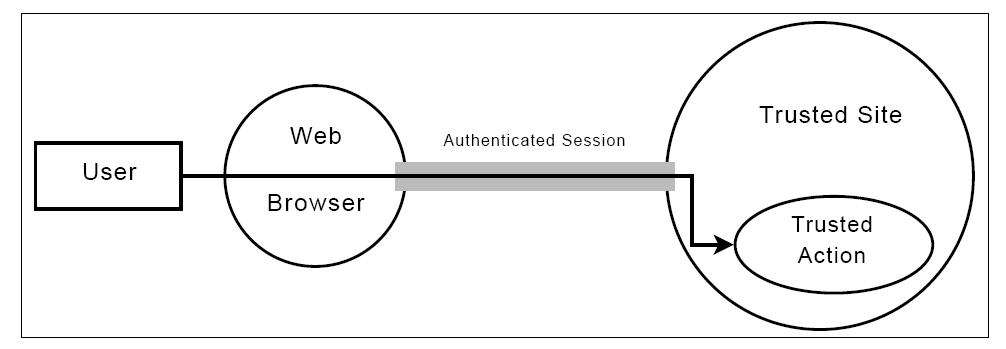 User
Web
Browser
Authenticated Session
Trusted Site
Trusted
Action